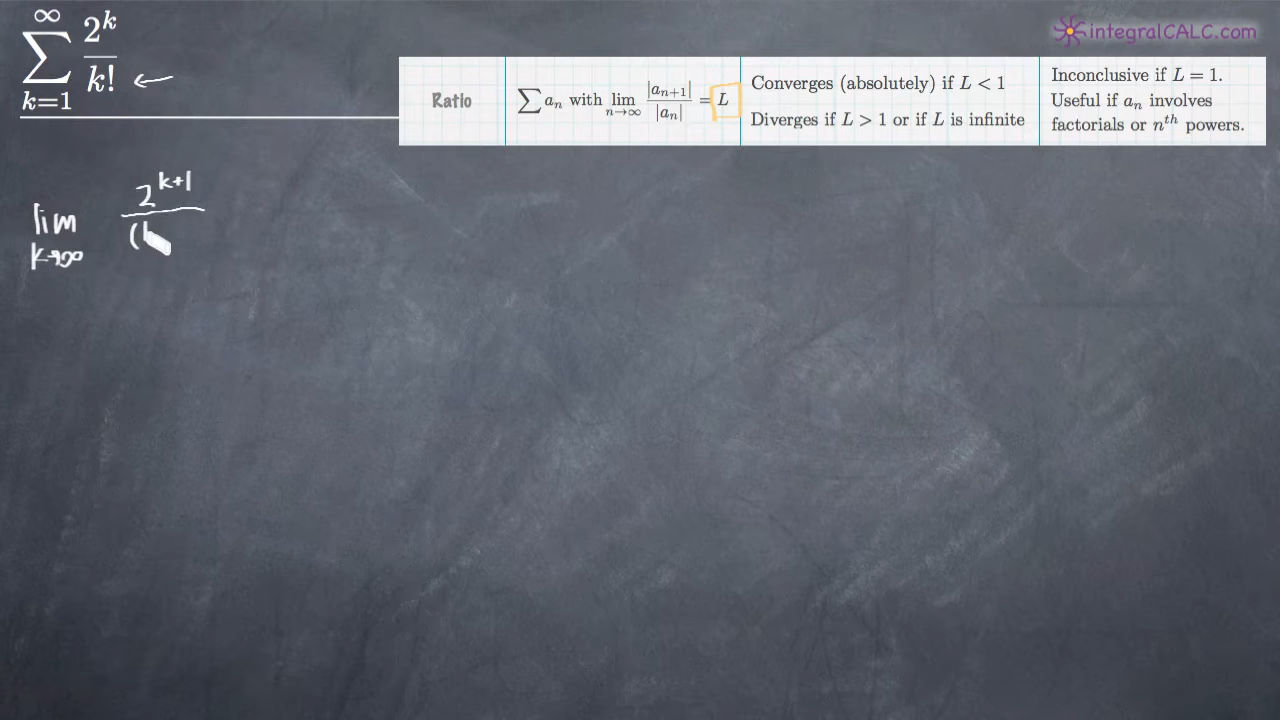 ∞
∑ 2^k / k!
k=1
integralCALC.com
Ratio
∑ a_n with lim_{n→∞} |a_{n+1}| / |a_n| = L
Converges (absolutely) if L < 1
Diverges if L > 1 or if L is infinite
Inconclusive if L = 1.
Useful if a_n involves
factorials or n^{th} powers.
lim 2^{k+1} / (
k→∞